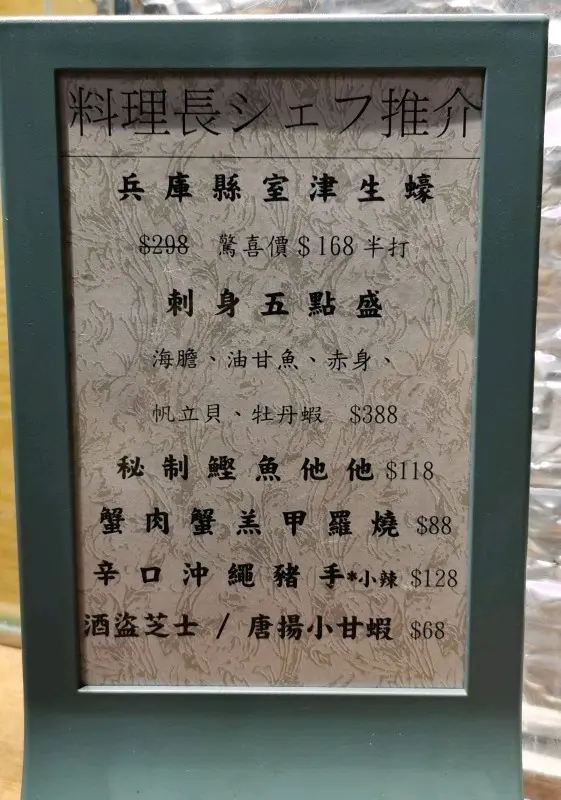 料理長シェフ推介
兵庫縣室津生蠔
$298 驚喜價$168半打
刺身五點盛
海膽、油甘魚、赤身、
帆立貝、牡丹蝦 $388
秘制鰹魚他他 $118
蟹肉蟹羔甲羅燒 $88
辛口沖繩豬手*小辣 $128
酒盜芝士 / 唐揚小甘蝦 $68